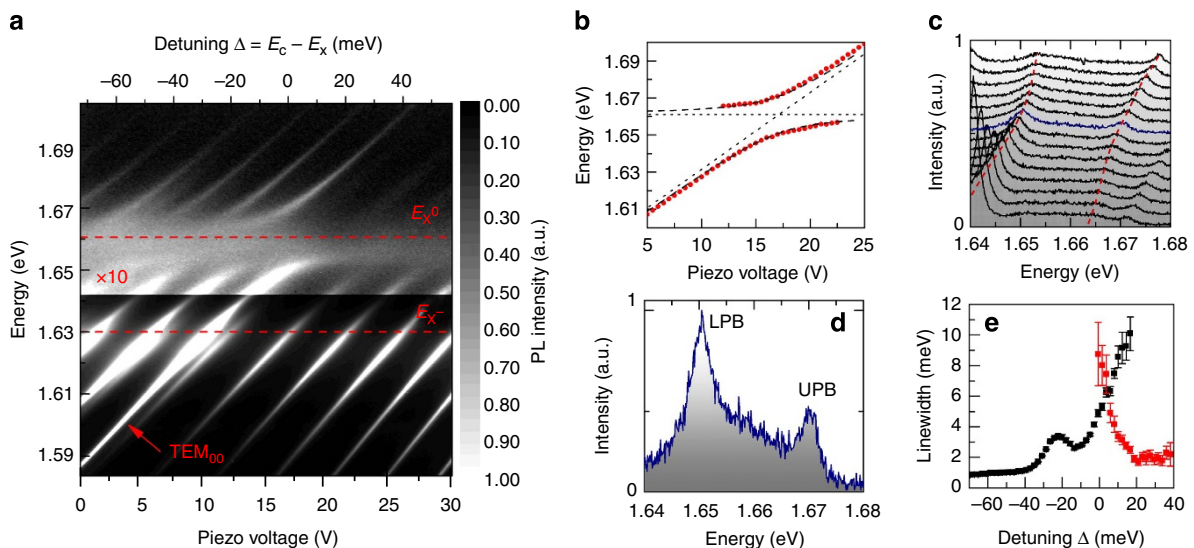 a
Detuning Δ = E_c – E_x (meV)
–60 –40 –20 0 20 40
1.69
1.67
1.65
1.63
1.61
1.59
Energy (eV)
E_X⁰
×10
E_X⁻
TEM₀₀
0 5 10 15 20 25 30
Piezo voltage (V)
0.00
0.10
0.20
0.30
0.40
0.50
0.60
0.70
0.80
0.90
1.00
PL intensity (a.u.)
b
1.69
1.67
1.65
1.63
1.61
Energy (eV)
5 10 15 20 25
Piezo voltage (V)
c
1
0
Intensity (a.u.)
1.64 1.65 1.66 1.67 1.68
Energy (eV)
d
LPB
UPB
1
0
Intensity (a.u.)
1.64 1.65 1.66 1.67 1.68
Energy (eV)
e
12
10
8
6
4
2
0
Linewidth (meV)
–60 –40 –20 0 20 40
Detuning Δ (meV)